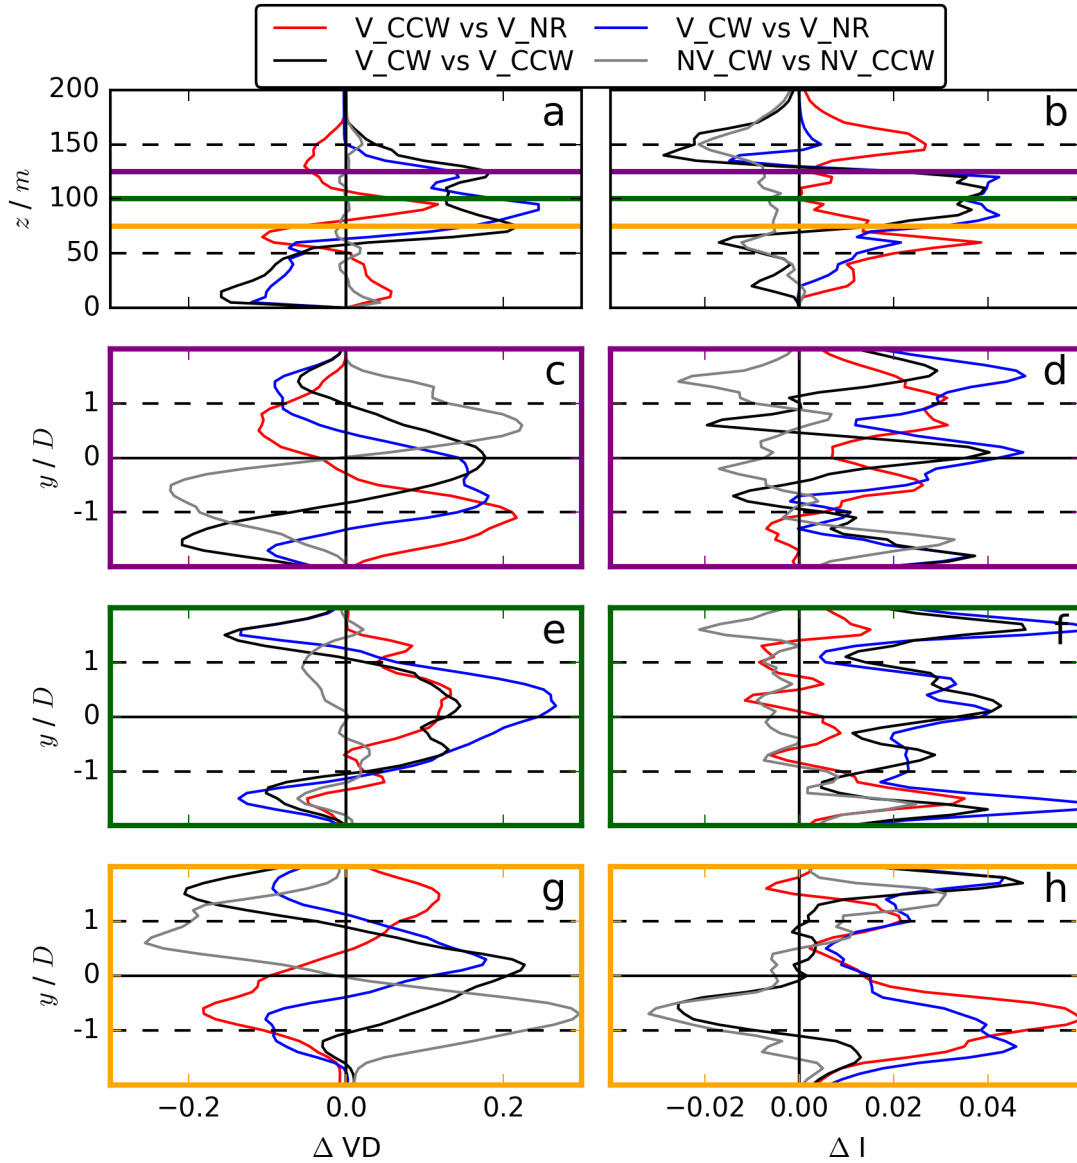 V_CCW vs V_NR V_CW vs V_NR
V_CW vs V_CCW NV_CW vs NV_CCW
a b
200
150
100
50
0
z / m
c d
1
0
-1
y / D
e f
1
0
-1
y / D
g h
1
0
-1
y / D
−0.2 0.0 0.2 −0.02 0.00 0.02 0.04
Δ VD Δ I